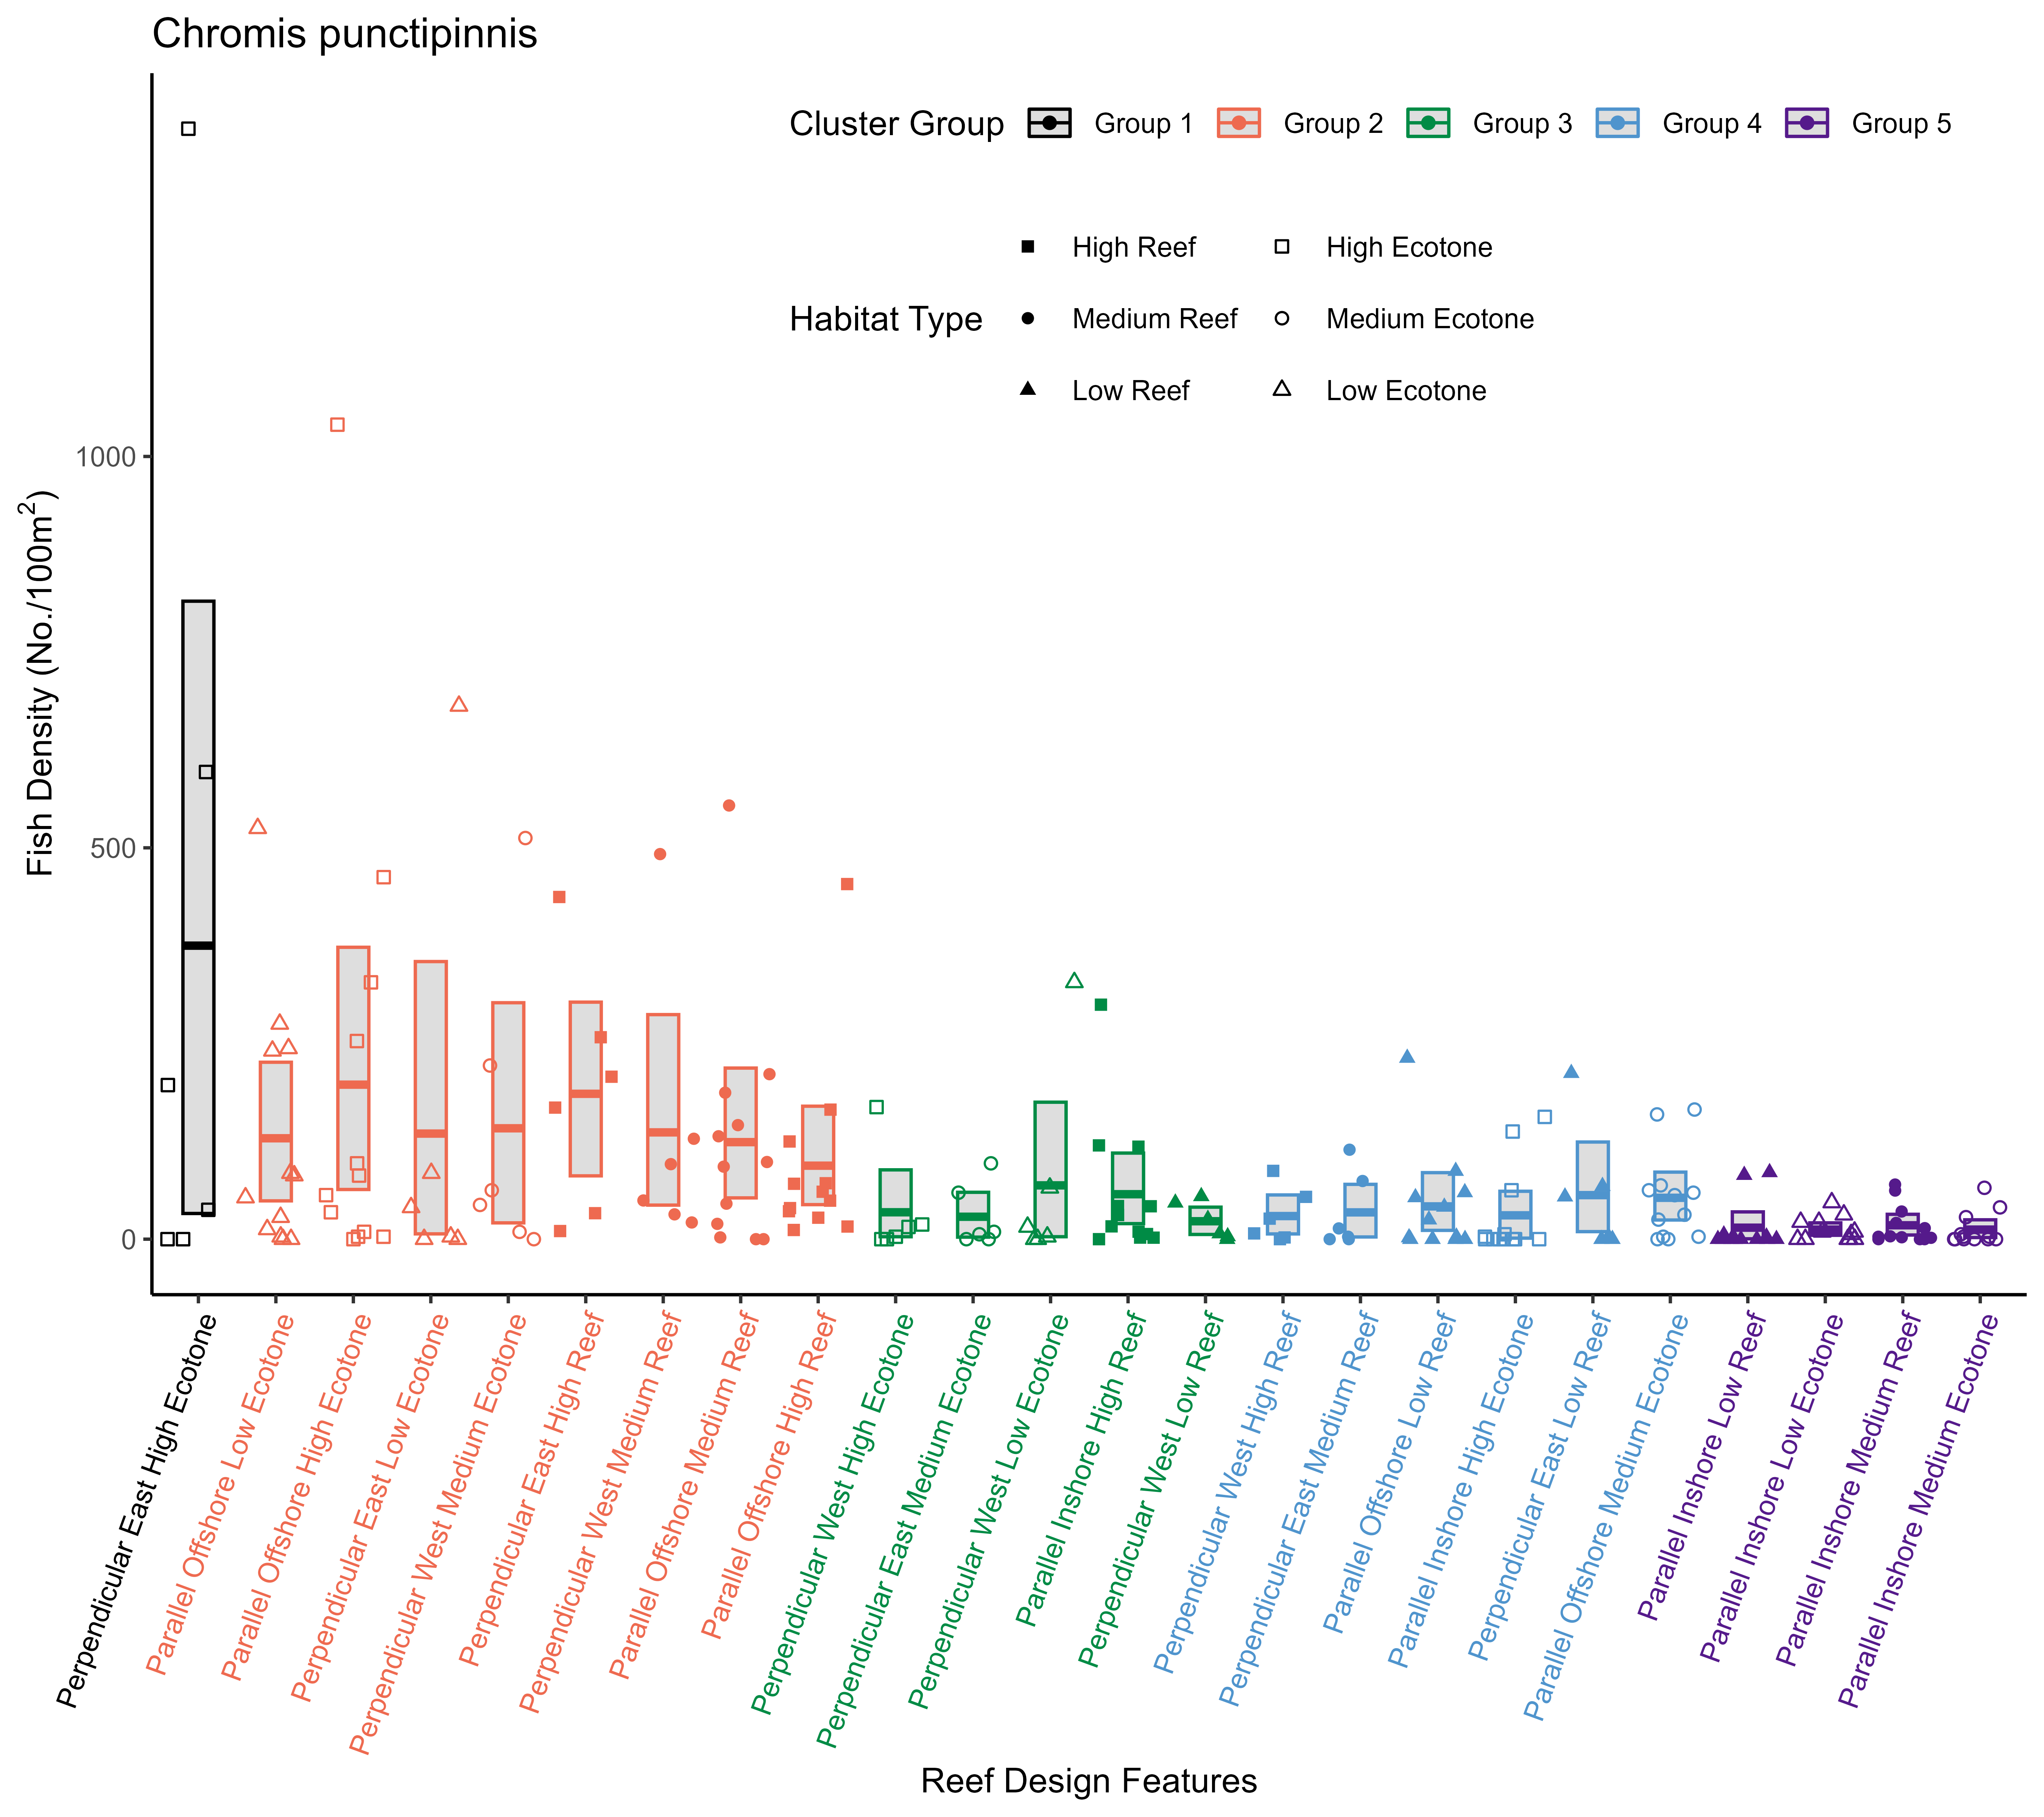 Chromis punctipinnis
Cluster Group Group 1 Group 2 Group 3 Group 4 Group 5
High Reef High Ecotone
Habitat Type Medium Reef Medium Ecotone
Low Reef Low Ecotone
Fish Density (No./100m²)
1000
500
0
Perpendicular East High Ecotone
Parallel Offshore Low Ecotone
Parallel Offshore High Ecotone
Perpendicular East Low Ecotone
Perpendicular West Medium Ecotone
Perpendicular East High Reef
Perpendicular West Medium Reef
Parallel Offshore Medium Reef
Parallel Offshore High Reef
Perpendicular West High Ecotone
Perpendicular East Medium Ecotone
Perpendicular West Low Ecotone
Parallel Inshore High Reef
Perpendicular West Low Reef
Perpendicular West High Reef
Perpendicular East Medium Reef
Parallel Offshore Low Reef
Parallel Inshore High Ecotone
Perpendicular East Low Reef
Parallel Offshore Medium Ecotone
Parallel Inshore Low Reef
Parallel Inshore Low Ecotone
Parallel Inshore Medium Reef
Parallel Inshore Medium Ecotone
Reef Design Features